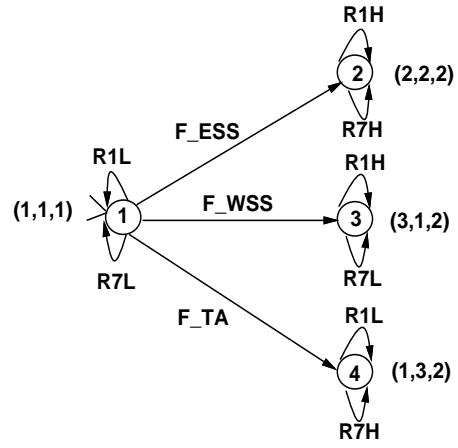 R1H
2
(2,2,2)
R7H
F_ESS
R1L
R1H
(1,1,1)
1
F_WSS
3
(3,1,2)
R7L
R7L
F_TA
R1L
4
(1,3,2)
R7H